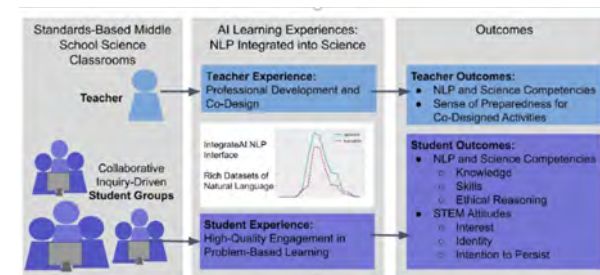 Standards-Based Middle
School Science
Classrooms
Teacher
Collaborative
Inquiry-Driven
Student Groups
AI Learning Experiences:
NLP Integrated into Science
Teacher Experience:
Professional Development and
Co-Design
IntegrateAI NLP
Interface
Rich Datasets of
Natural Language
Student Experience:
High-Quality Engagement in
Problem-Based Learning
Outcomes
Teacher Outcomes:
● NLP and Science Competencies
● Sense of Preparedness for
Co-Designed Activities
Student Outcomes:
● NLP and Science Competencies
○ Knowledge
○ Skills
○ Ethical Reasoning
● STEM Attitudes
○ Interest
○ Identity
○ Intention to Persist